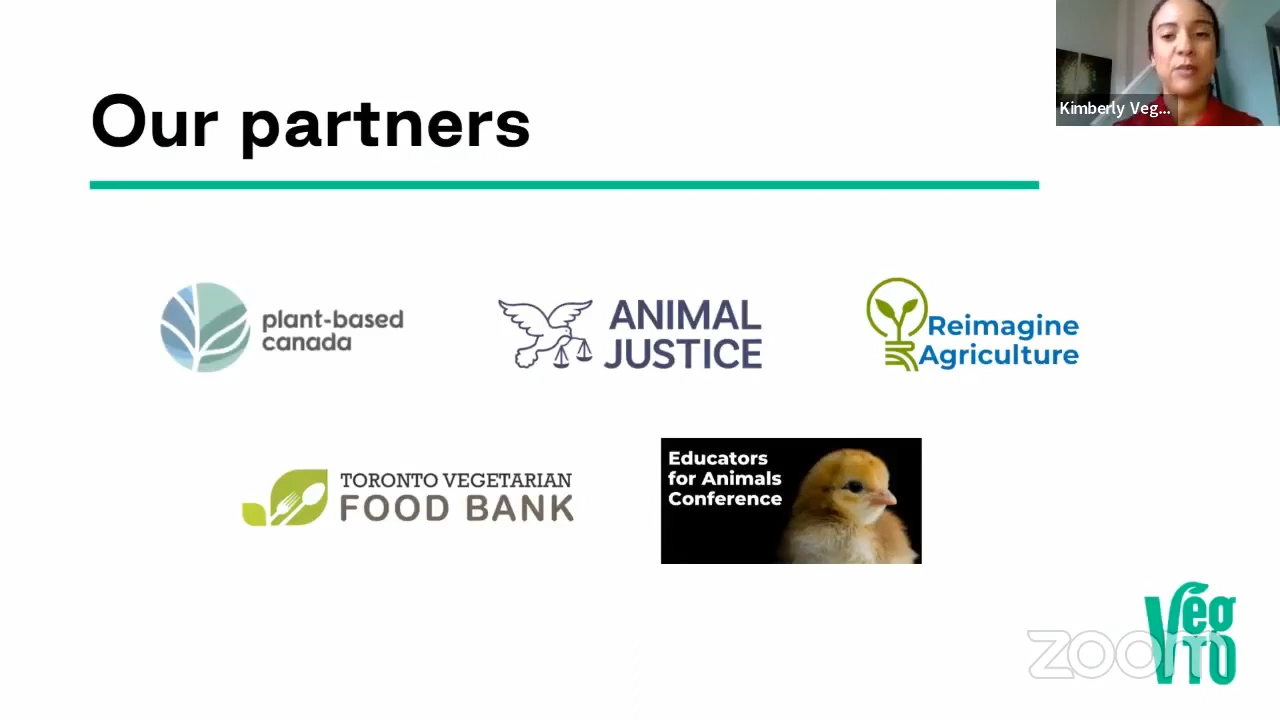 Our partners
Kimberly Veg...
plant-based
canada
ANIMAL
JUSTICE
Reimagine
Agriculture
TORONTO VEGETARIAN
FOOD BANK
Educators
for Animals
Conference
Veg
TO
zoom